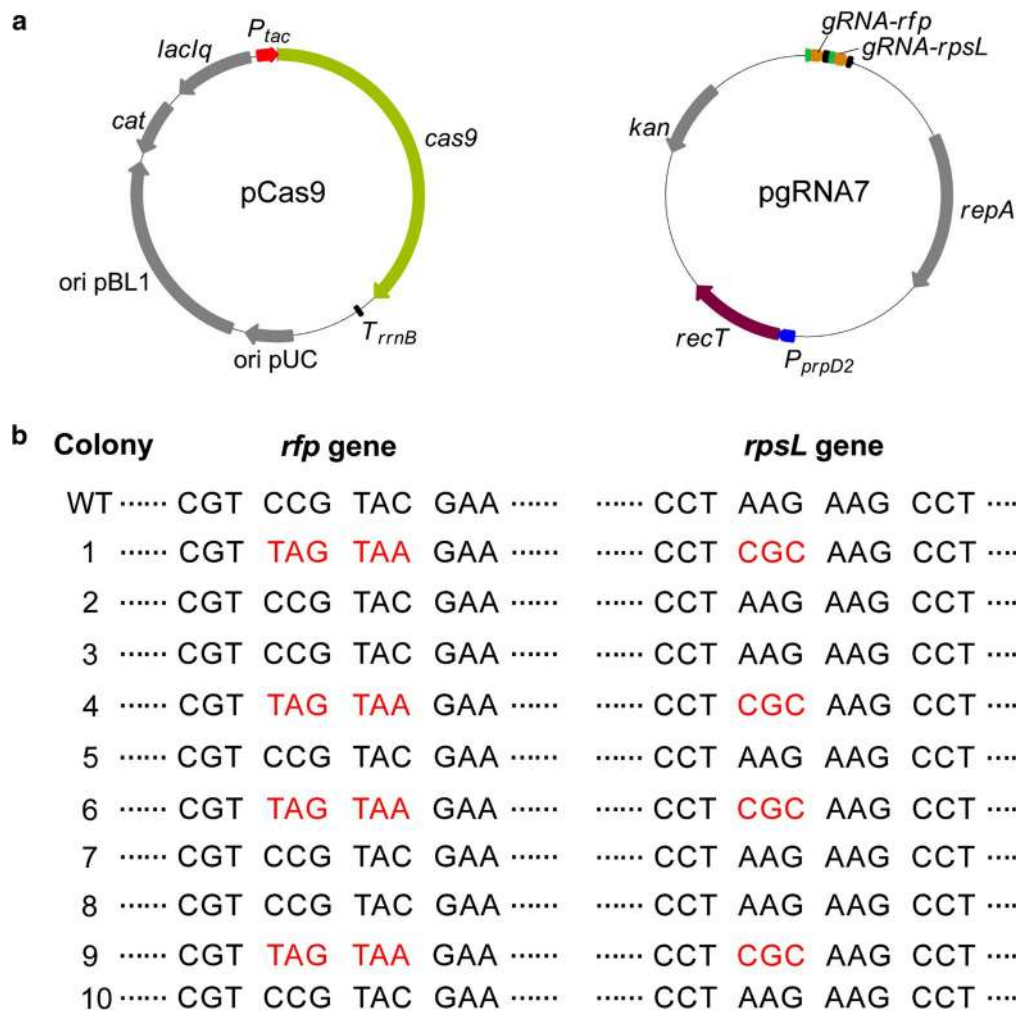 a
P_tac
lacIq
cat
cas9
pCas9
ori pBL1
ori pUC
T_rrnB
gRNA-rfp
gRNA-rpsL
kan
pgRNA7
repA
recT
P_prpD2
b
Colony rfp gene rpsL gene
WT ...... CGT CCG TAC GAA ...... ...... CCT AAG AAG CCT ....
1 ...... CGT TAG TAA GAA ...... ...... CCT CGC AAG CCT ....
2 ...... CGT CCG TAC GAA ...... ...... CCT AAG AAG CCT ....
3 ...... CGT CCG TAC GAA ...... ...... CCT AAG AAG CCT ....
4 ...... CGT TAG TAA GAA ...... ...... CCT CGC AAG CCT ....
5 ...... CGT CCG TAC GAA ...... ...... CCT AAG AAG CCT ....
6 ...... CGT TAG TAA GAA ...... ...... CCT CGC AAG CCT ....
7 ...... CGT CCG TAC GAA ...... ...... CCT AAG AAG CCT ....
8 ...... CGT CCG TAC GAA ...... ...... CCT AAG AAG CCT ....
9 ...... CGT TAG TAA GAA ...... ...... CCT CGC AAG CCT ....
10 ...... CGT CCG TAC GAA ...... ...... CCT AAG AAG CCT ....